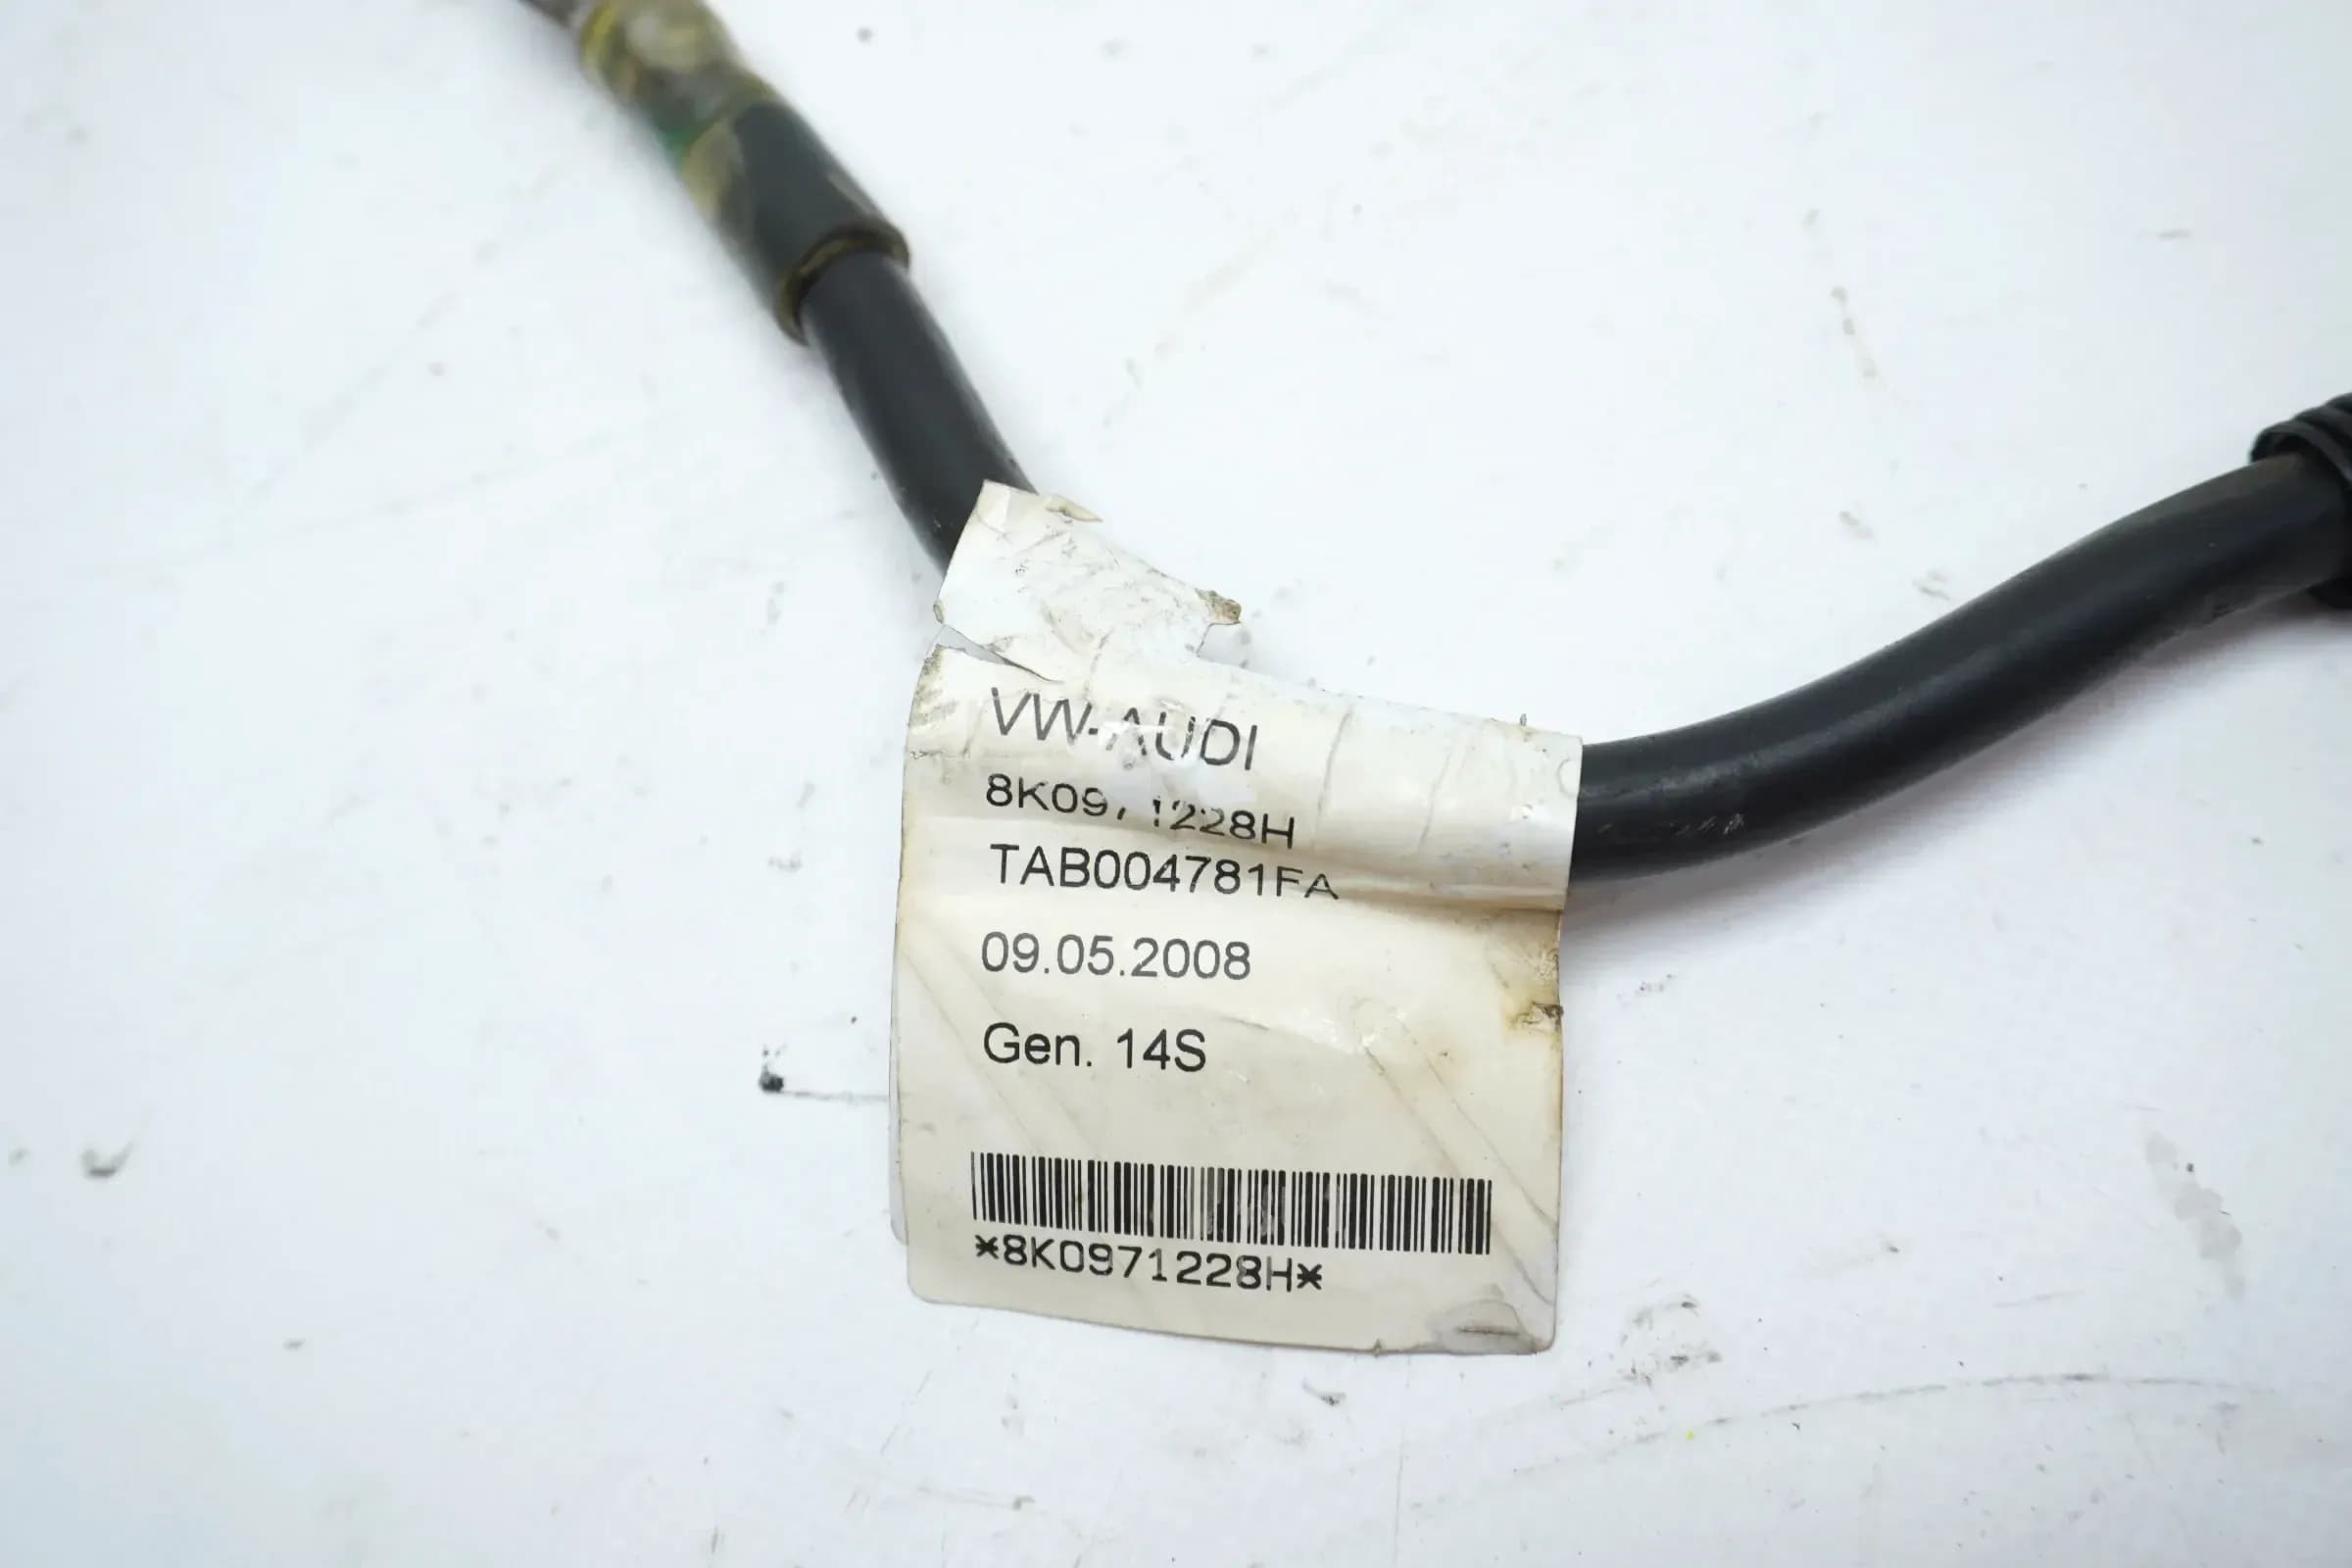 VW-AUDI
8K0971228H
TAB004781FA
09.05.2008
Gen. 14S
*8K0971228H*